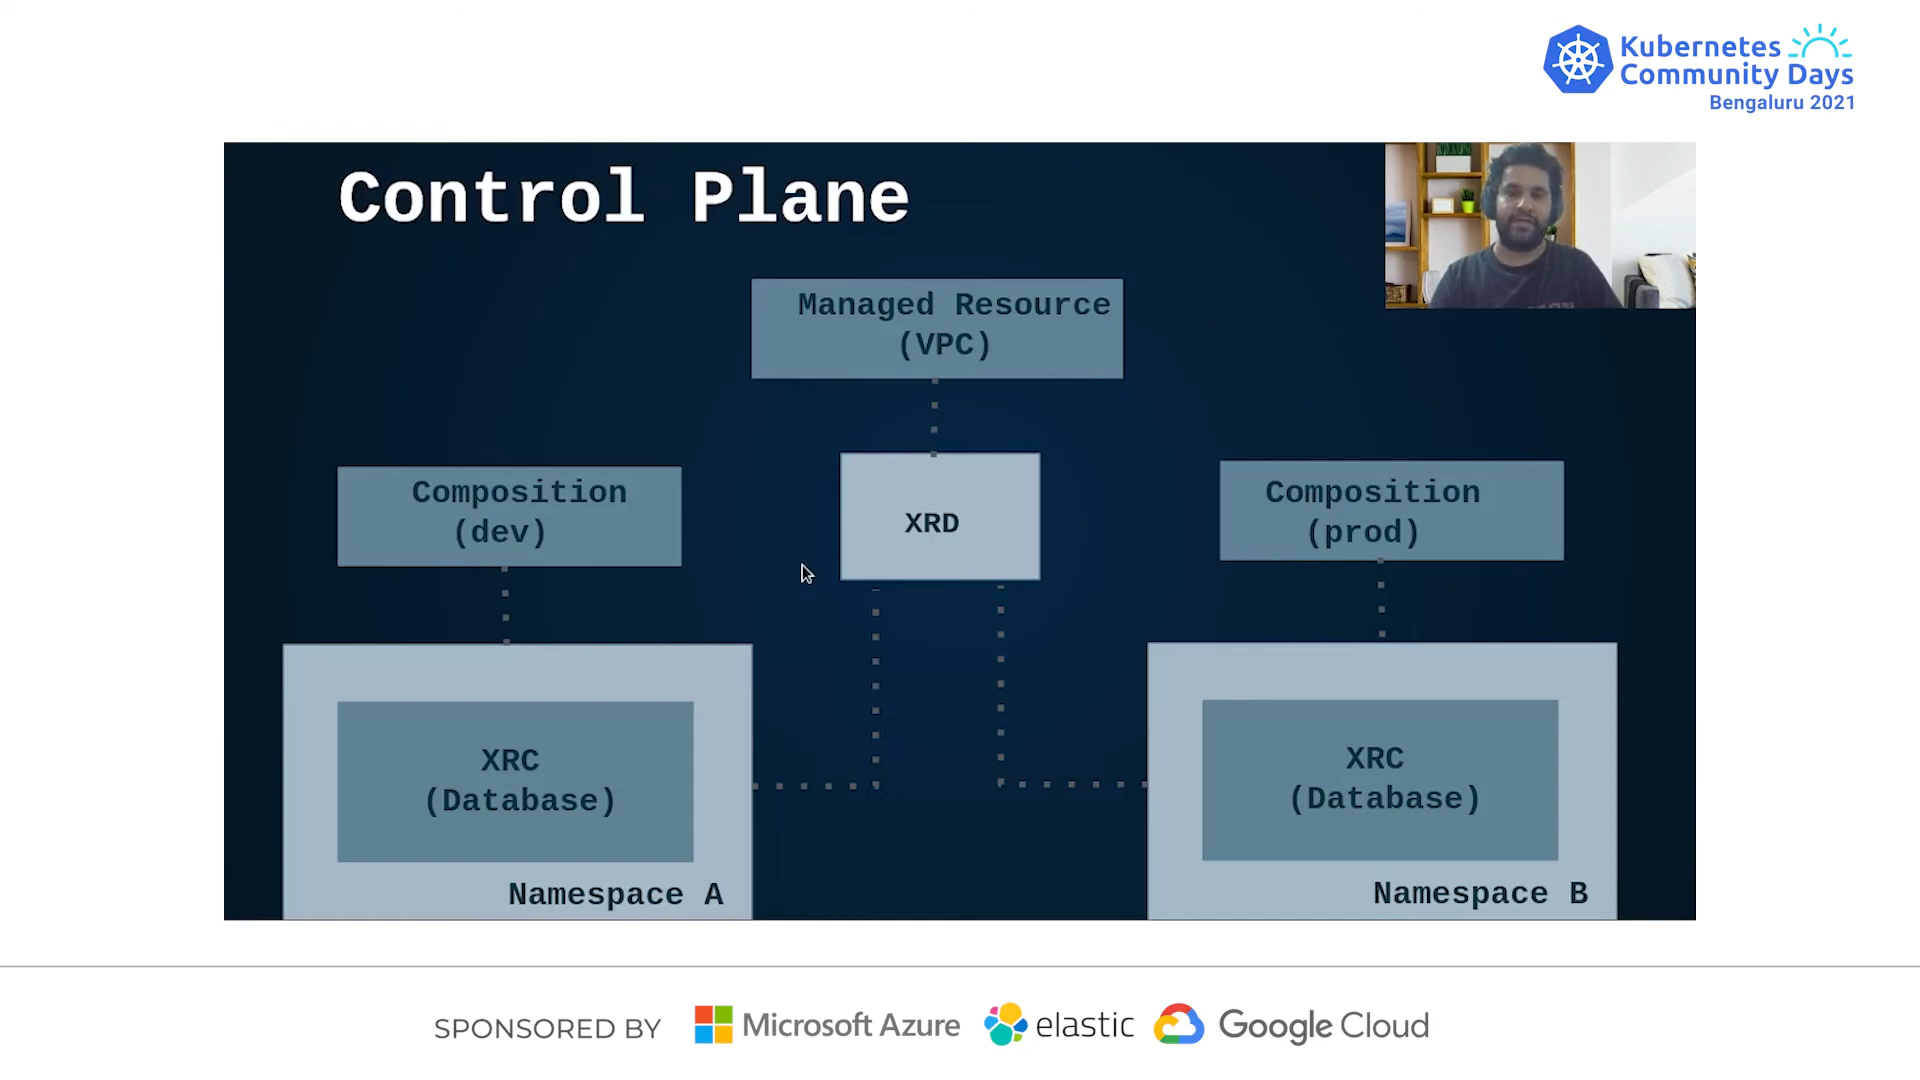 Kubernetes
Community Days
Bengaluru 2021
Control Plane
Managed Resource
(VPC)
Composition
(dev)
XRD
Composition
(prod)
XRC
(Database)
Namespace A
XRC
(Database)
Namespace B
SPONSORED BY
Microsoft Azure
elastic
Google Cloud